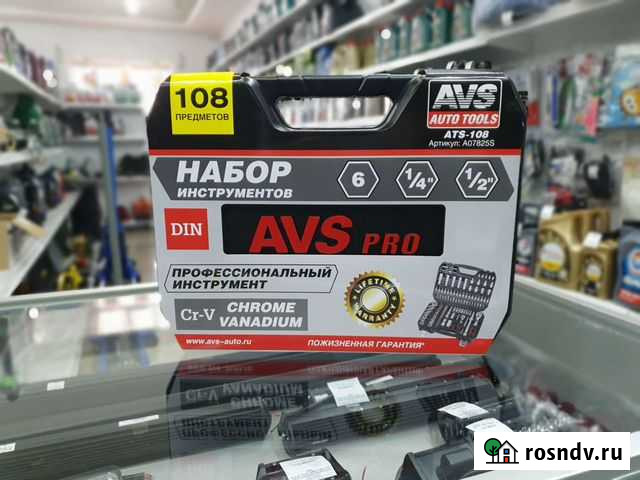 108
ПРЕДМЕТОВ
AVS
AUTO TOOLS
ATS-108
Артикул: A07825S
НАБОР
ИНСТРУМЕНТОВ
6
1/4"
1/2"
DIN
AVS PRO
ПРОФЕССИОНАЛЬНЫЙ
ИНСТРУМЕНТ
LIFETIME
WARRANTY
Cr-V
CHROME
VANADIUM
www.avs-auto.ru
ПОЖИЗНЕННАЯ ГАРАНТИЯ*
rosndv.ru